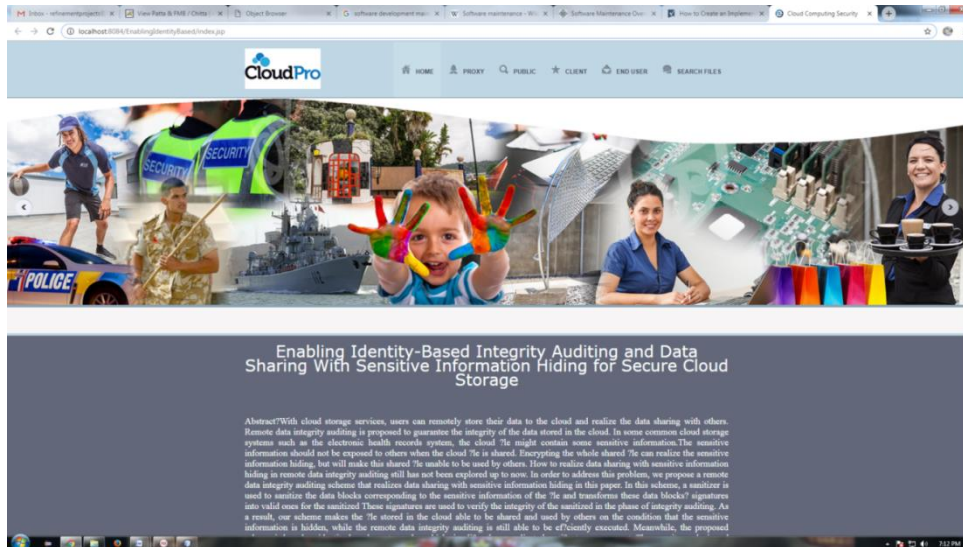 Inbox - refinementprojects@
View Patta & FMB / Chitta
Object Browser
software development mai
Software maintenance - Wi
Software Maintenance Ove
How to Create an Implemen
Cloud Computing Security
localhost:8084/EnablingIdentityBased/index.jsp
CloudPro
HOME
PROXY
PUBLIC
CLIENT
END USER
SEARCH FILES
SECURITY
SECURITY
POLICE
Enabling Identity-Based Integrity Auditing and Data
Sharing With Sensitive Information Hiding for Secure Cloud
Storage
Abstract?With cloud storage services, users can remotely store their data to the cloud and realize the data sharing with others.
Remote data integrity auditing is proposed to guarantee the integrity of the data stored in the cloud. In some common cloud storage
systems such as the electronic health records system, the cloud ?le might contain some sensitive information.The sensitive
information should not be exposed to others when the cloud ?le is shared. Encrypting the whole shared ?le can realize the sensitive
information hiding, but will make this shared ?le unable to be used by others. How to realize data sharing with sensitive information
hiding in remote data integrity auditing still has not been explored up to now. In order to address this problem, we propose a remote
data integrity auditing scheme that realizes data sharing with sensitive information hiding in this paper. In this scheme, a sanitizer is
used to sanitize the data blocks corresponding to the sensitive information of the ?le and transforms these data blocks? signatures
into valid ones for the sanitized These signatures are used to verify the integrity of the sanitized in the phase of integrity auditing. As
a result, our scheme makes the ?le stored in the cloud able to be shared and used by others on the condition that the sensitive
information is hidden, while the remote data integrity auditing is still able to be ef?ciently executed. Meanwhile, the proposed
7:12 PM